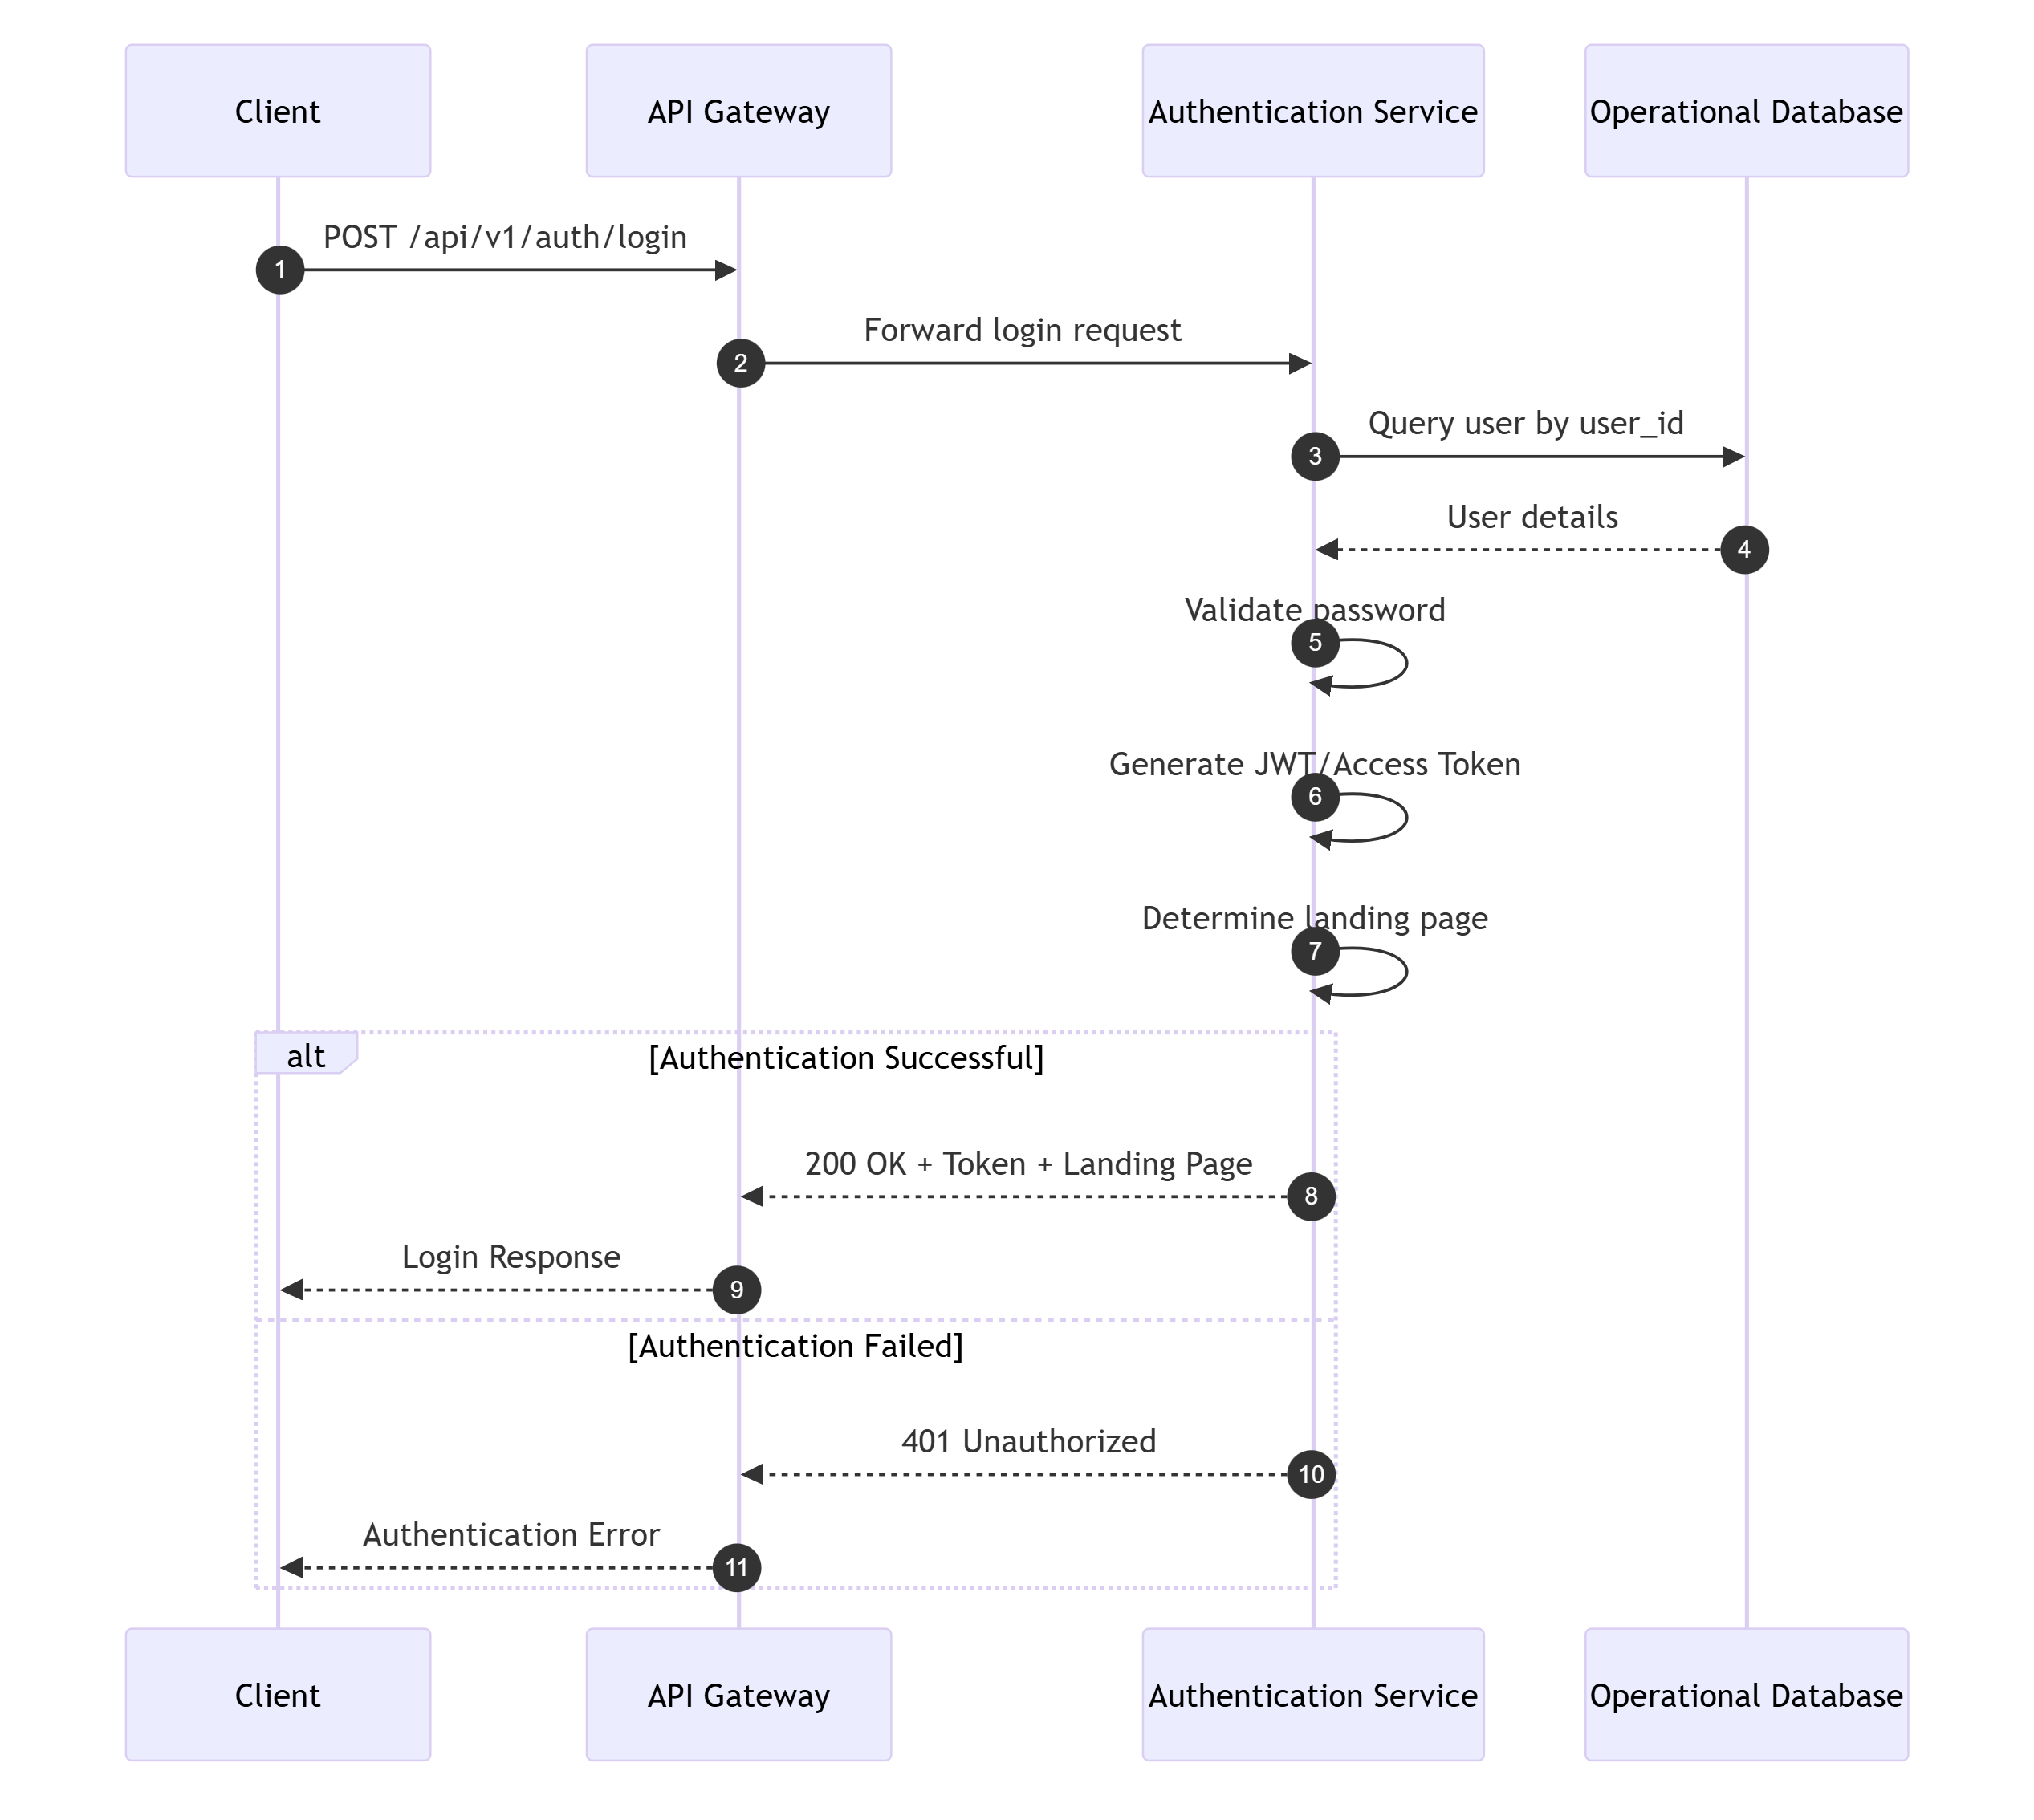 Client
API Gateway
Authentication Service
Operational Database
POST /api/v1/auth/login
1
Forward login request
2
Query user by user_id
3
User details
4
Validate password
5
Generate JWT/Access Token
6
Determine landing page
7
alt
[Authentication Successful]
200 OK + Token + Landing Page
8
Login Response
9
[Authentication Failed]
401 Unauthorized
10
Authentication Error
11
Client
API Gateway
Authentication Service
Operational Database